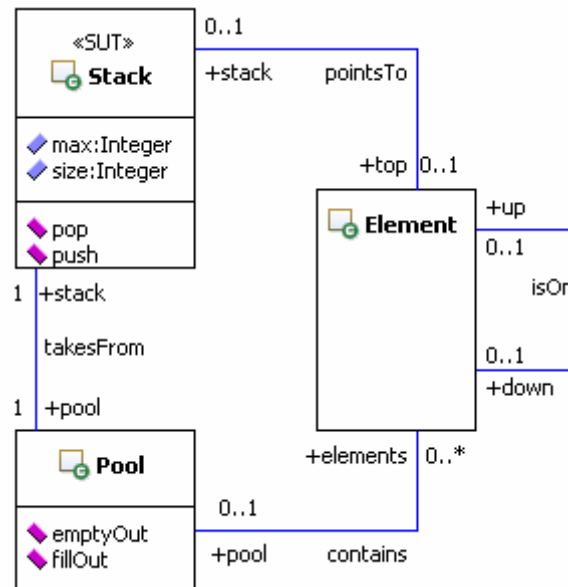 «SUT»
Stack
max:Integer
size:Integer
pop
push
0..1
+stack
pointsTo
+top 0..1
Element
+up
0..1
0..1
+down
1 +stack
takesFrom
1 +pool
Pool
emptyOut
fillOut
+elements 0..*
0..1
+pool contains